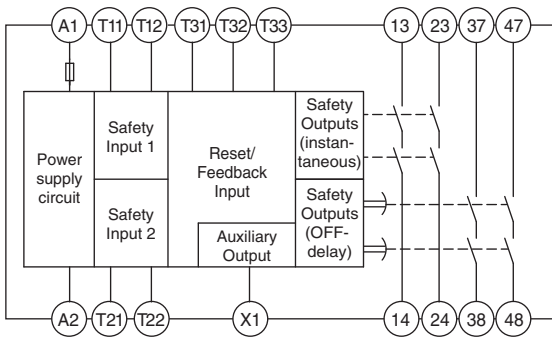 A1 T11 T12 T31 T32 T33 13 23 37 47
Power
supply
circuit
Safety
Input 1
Safety
Input 2
Reset/
Feedback
Input
Auxiliary
Output
Safety
Outputs
(instan-
taneous)
Safety
Outputs
(OFF-
delay)
A2 T21 T22 X1 14 24 38 48